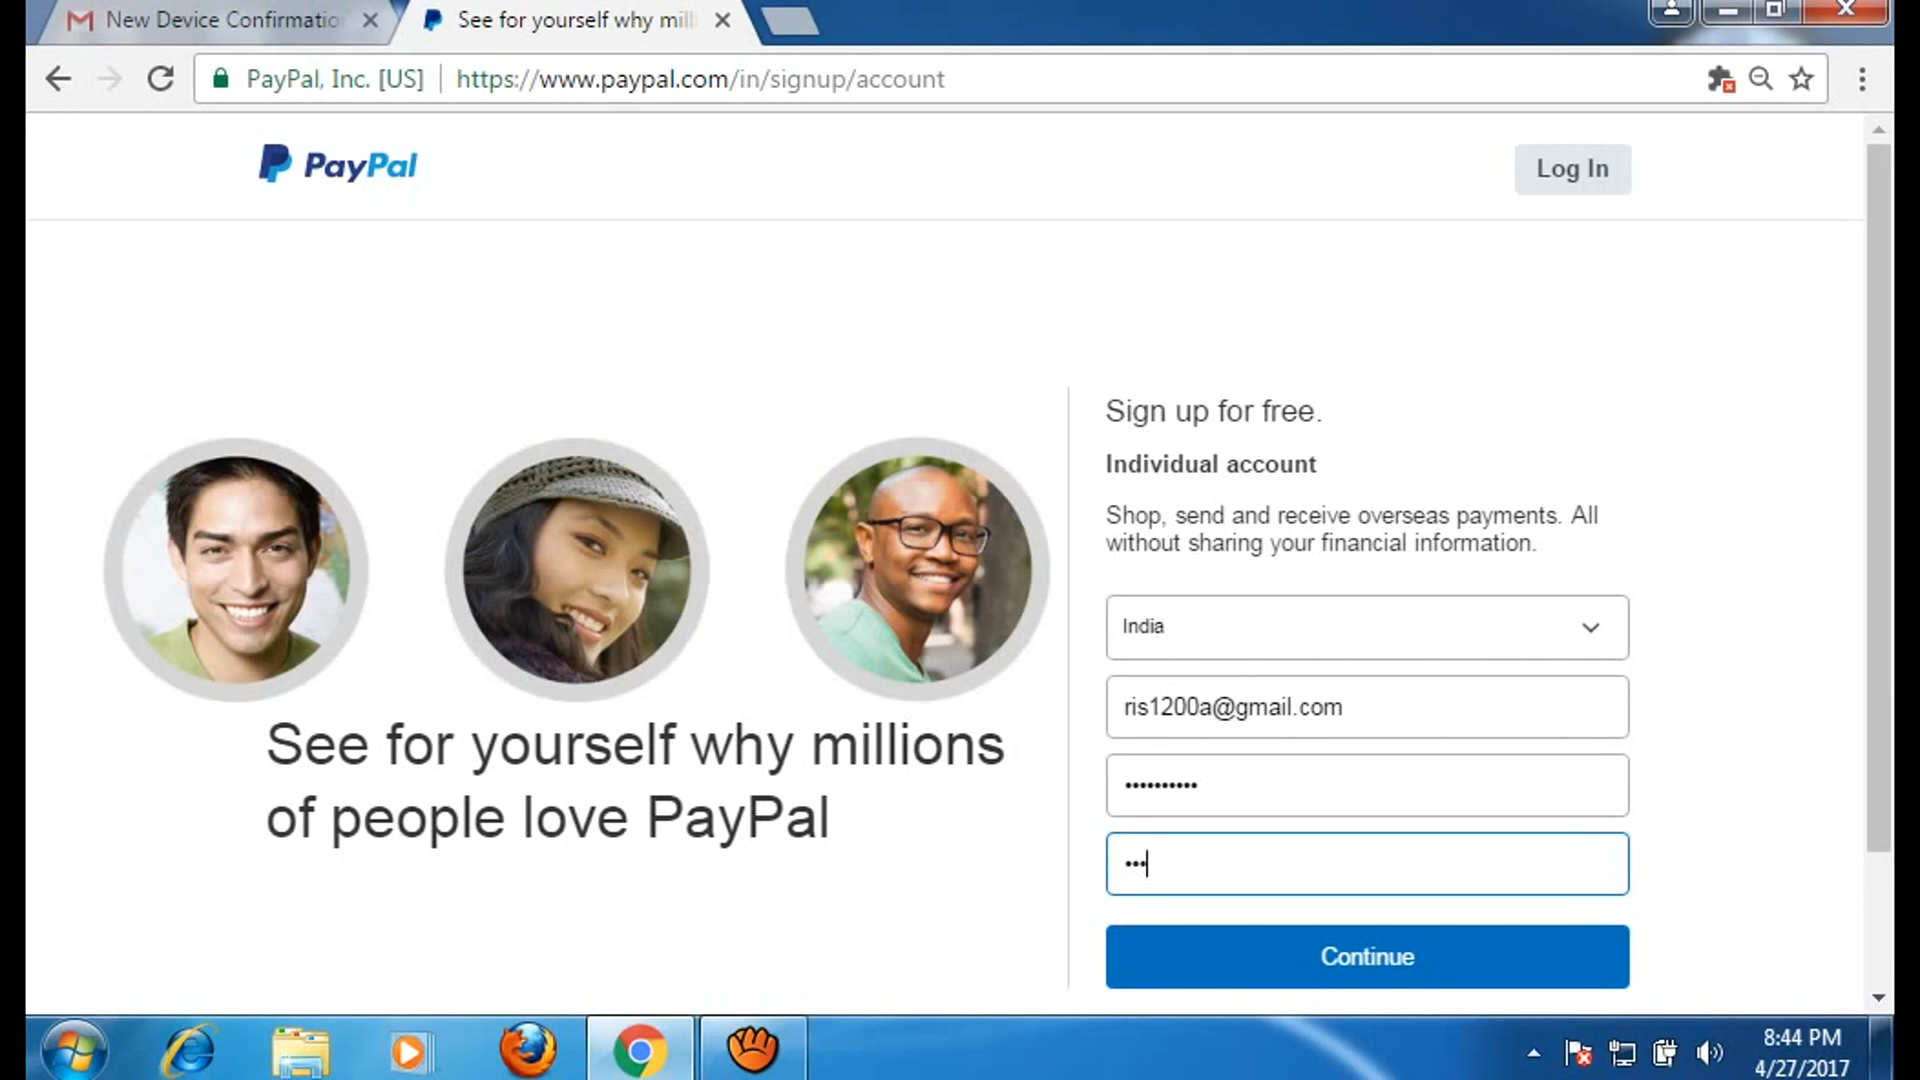 New Device Confirmatio
See for yourself why mill
PayPal, Inc. [US]
https://www.paypal.com/in/signup/account
PayPal
Log In
Sign up for free.
Individual account
Shop, send and receive overseas payments. All
without sharing your financial information.
India
ris1200a@gmail.com
••••••••••
•••
Continue
See for yourself why millions
of people love PayPal
8:44 PM
4/27/2017